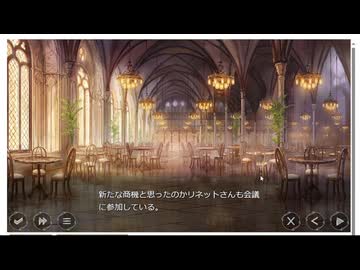 新たな商機と思ったのかリネットさんも会議
に参加している。